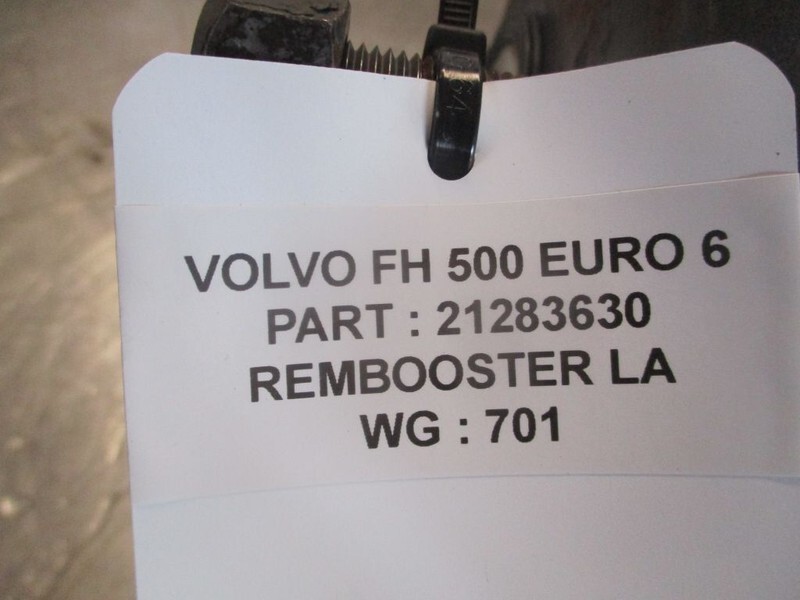 VOLVO FH 500 EURO 6
PART : 21283630
REMBOOSTER LA
WG : 701